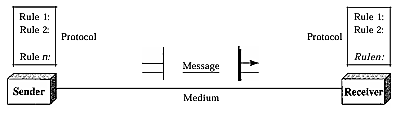 Rule 1:
Rule 2:
Protocol
Rule n:
Sender
Message
Medium
Rule 1:
Rule 2:
Protocol
Rulen:
Receiver